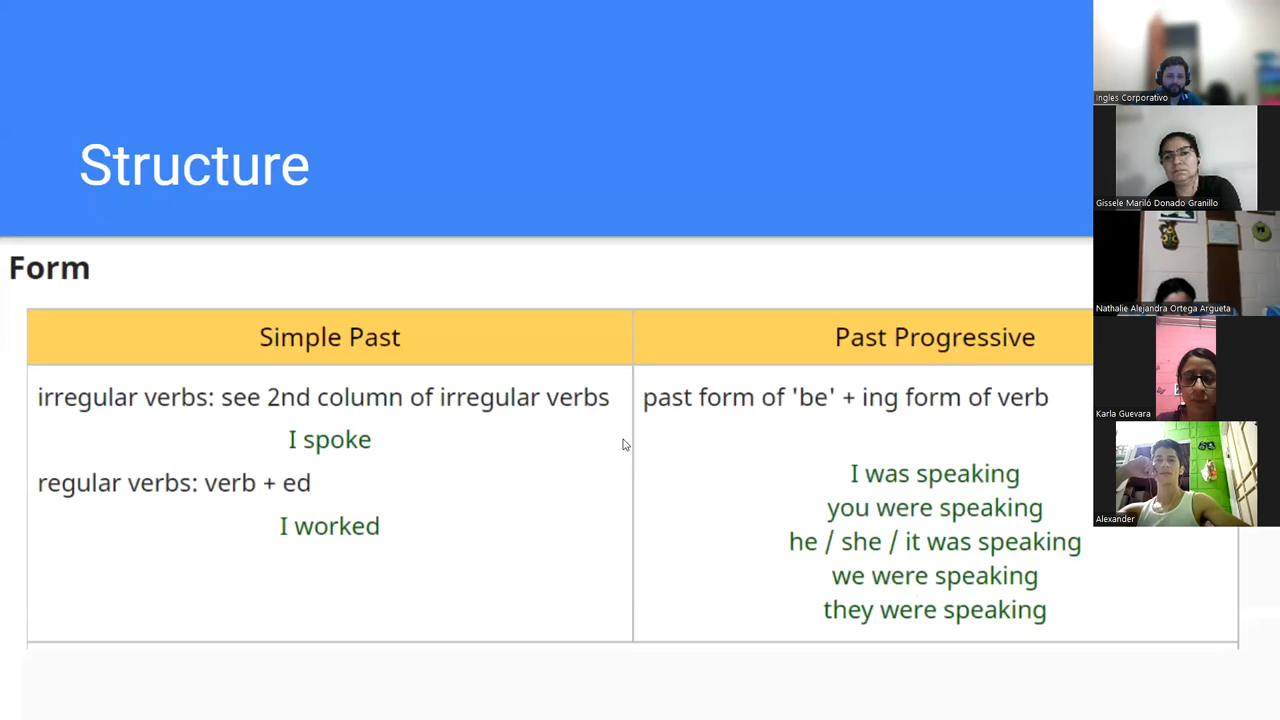 Structure
Form
Simple Past
Past Progressive
irregular verbs: see 2nd column of irregular verbs
I spoke
regular verbs: verb + ed
I worked
past form of 'be' + ing form of verb
I was speaking
you were speaking
he / she / it was speaking
we were speaking
they were speaking
Ingles Corporativo
Gissele Mariló Donado Granillo
Nathalie Alejandra Ortega Argueta
Karla Guevara
Alexander